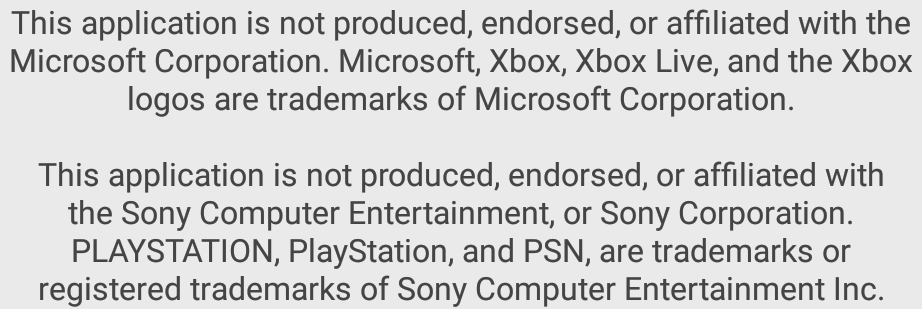 This application is not produced, endorsed, or affiliated with the
Microsoft Corporation. Microsoft, Xbox, Xbox Live, and the Xbox
logos are trademarks of Microsoft Corporation.
This application is not produced, endorsed, or affiliated with
the Sony Computer Entertainment, or Sony Corporation.
PLAYSTATION, PlayStation, and PSN, are trademarks or
registered trademarks of Sony Computer Entertainment Inc.